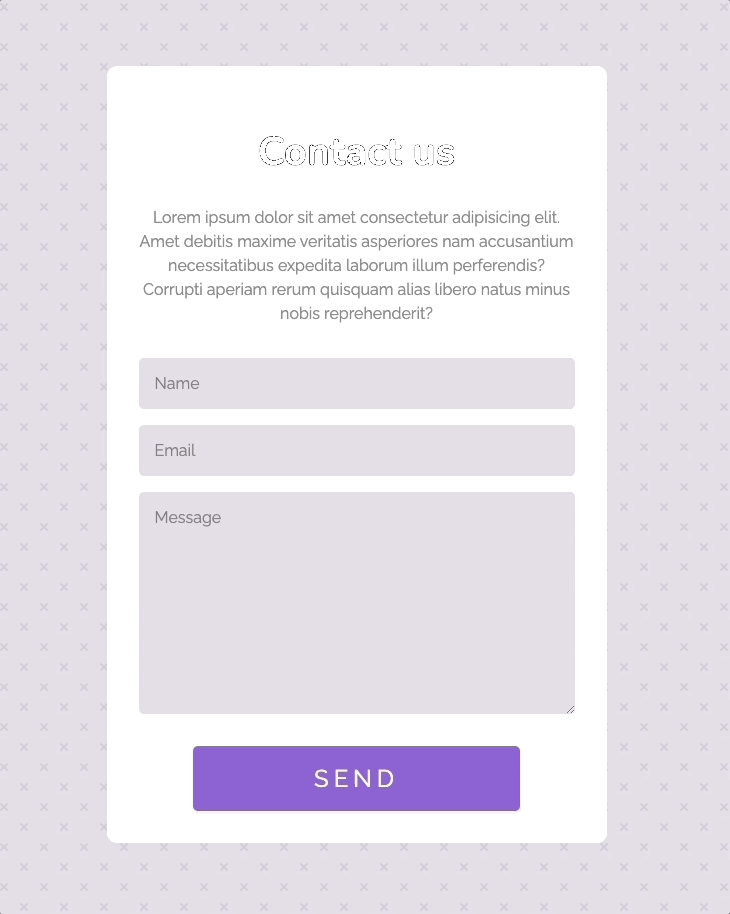 Contact us
Lorem ipsum dolor sit amet consectetur adipisicing elit.
Amet debitis maxime veritatis asperiores nam accusantium
necessitatibus expedita laborum illum perferendis?
Corrupti aperiam rerum quisquam alias libero natus minus
nobis reprehenderit?
Name
Email
Message
SEND